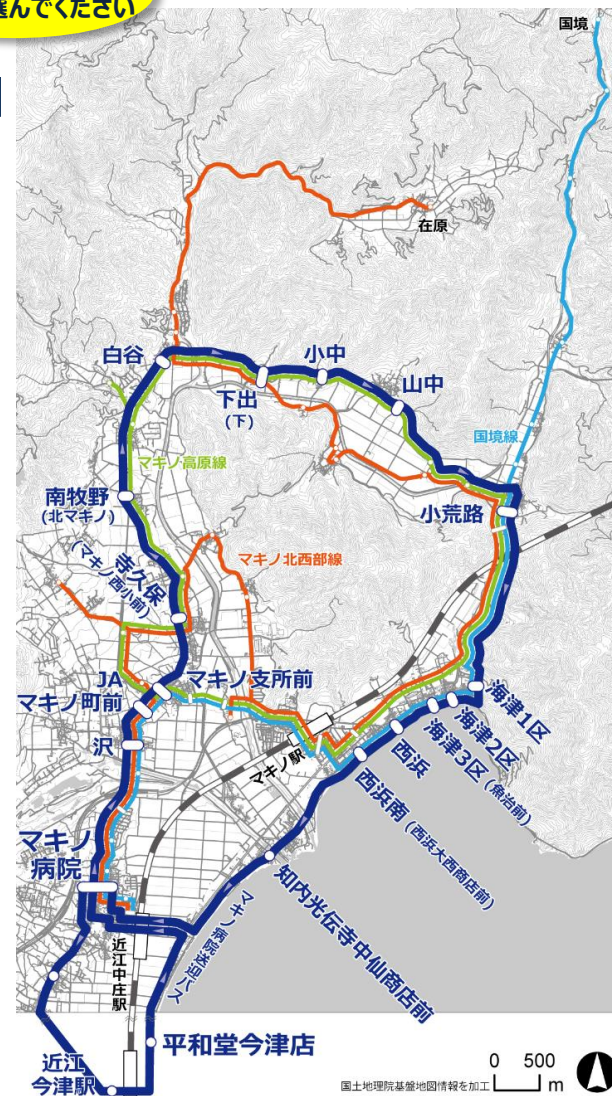 選んでください
国境
在原
白谷
下出
(下)
小中
山中
国境線
マキノ高原線
小荒路
南牧野
(北マキノ)
寺久保
(マキノ西小前)
マキノ北西部線
JA
マキノ町前
マキノ支所前
沢
マキノ駅
海津1区
海津2区
海津3区(魚治前)
西浜
西浜南(西浜大西商店前)
マキノ
病院
知内光伝寺中仙商店前
マキノ病院送迎バス
近江中庄駅
平和堂今津店
近江
今津駅
0 500
m
国土地理院基盤地図情報を加工